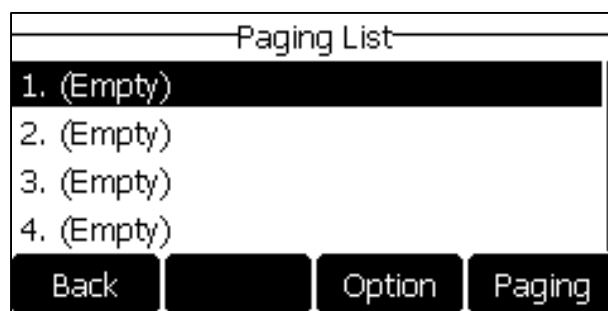 Paging List
1. (Empty)
2. (Empty)
3. (Empty)
4. (Empty)
Back Option Paging